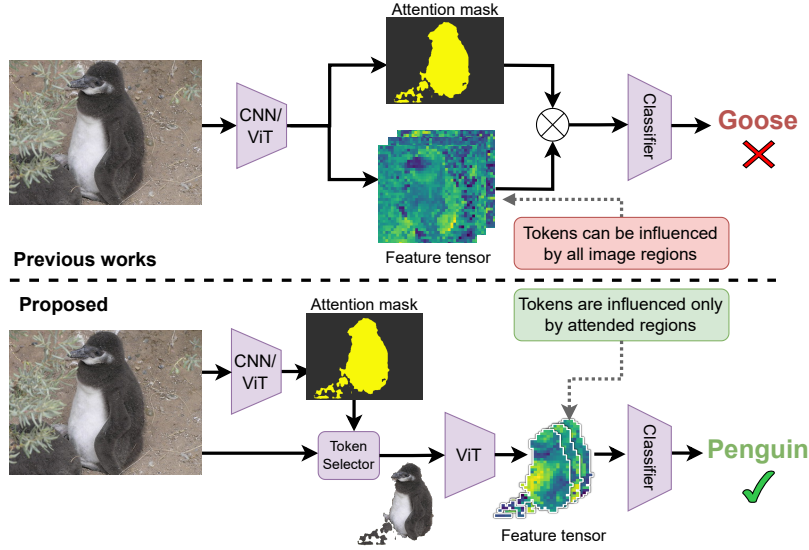 Attention mask
CNN/
ViT
Classifier
Goose
Feature tensor
Tokens can be influenced
by all image regions
Previous works
Proposed
Tokens are influenced only
by attended regions
Attention mask
CNN/
ViT
Token
Selector
ViT
Classifier
Penguin
Feature tensor